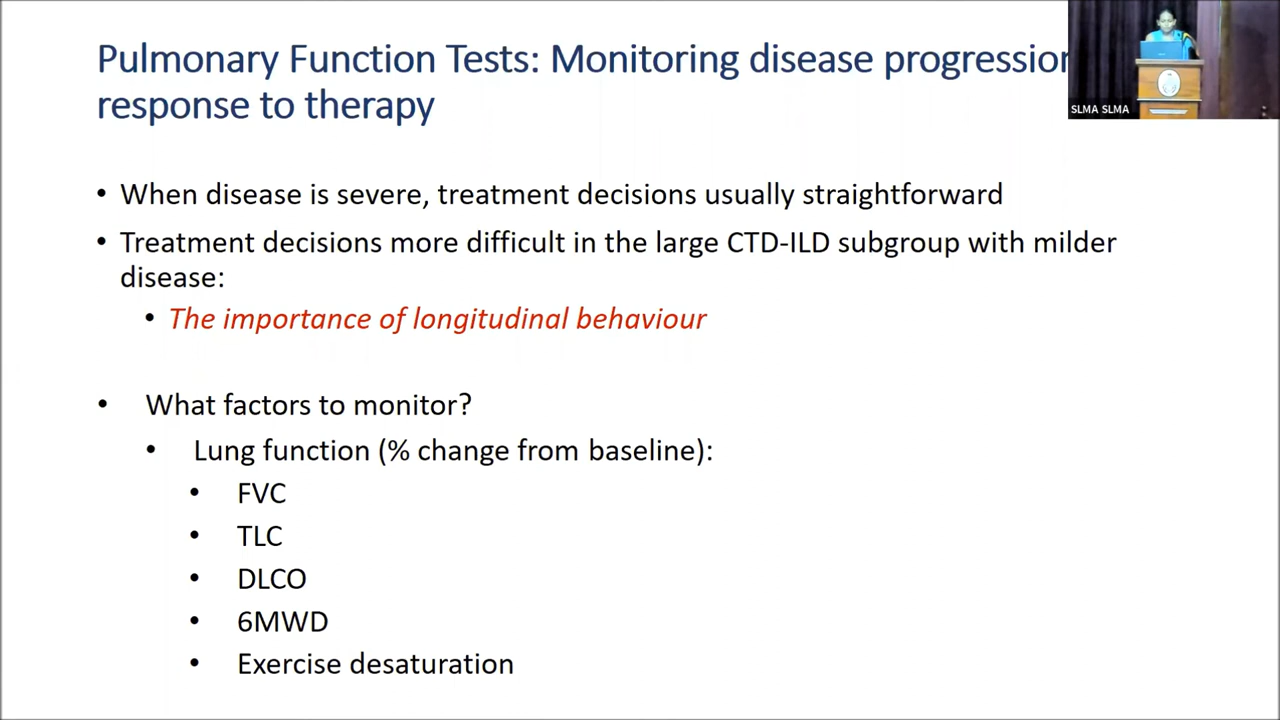 Pulmonary Function Tests: Monitoring disease progression
response to therapy
SLMA SLMA
• When disease is severe, treatment decisions usually straightforward
• Treatment decisions more difficult in the large CTD-ILD subgroup with milder
disease:
• The importance of longitudinal behaviour
• What factors to monitor?
• Lung function (% change from baseline):
• FVC
• TLC
• DLCO
• 6MWD
• Exercise desaturation